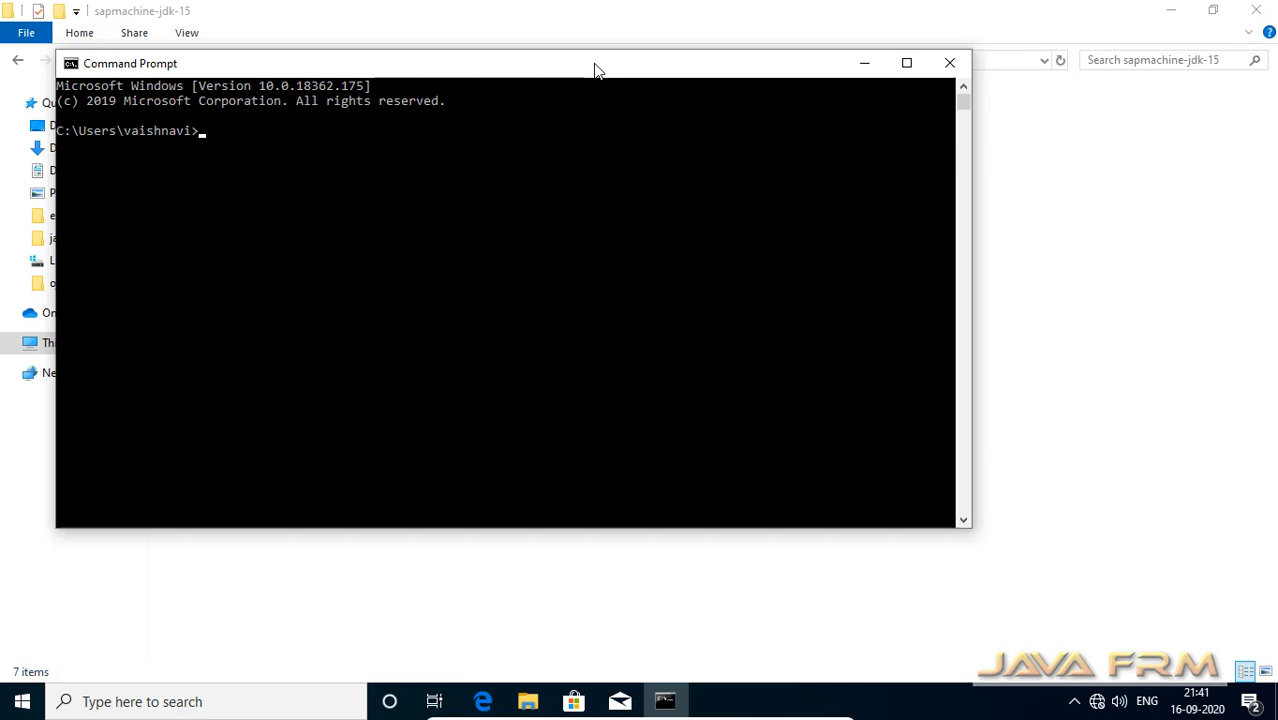 sapmachine-jdk-15
File Home Share View
Search sapmachine-jdk-15
Command Prompt
Microsoft Windows [Version 10.0.18362.175]
(c) 2019 Microsoft Corporation. All rights reserved.
C:\Users\vaishnavi>
7 items
JAVA FRM
Type here to search
ENG
21:41
16-09-2020
2